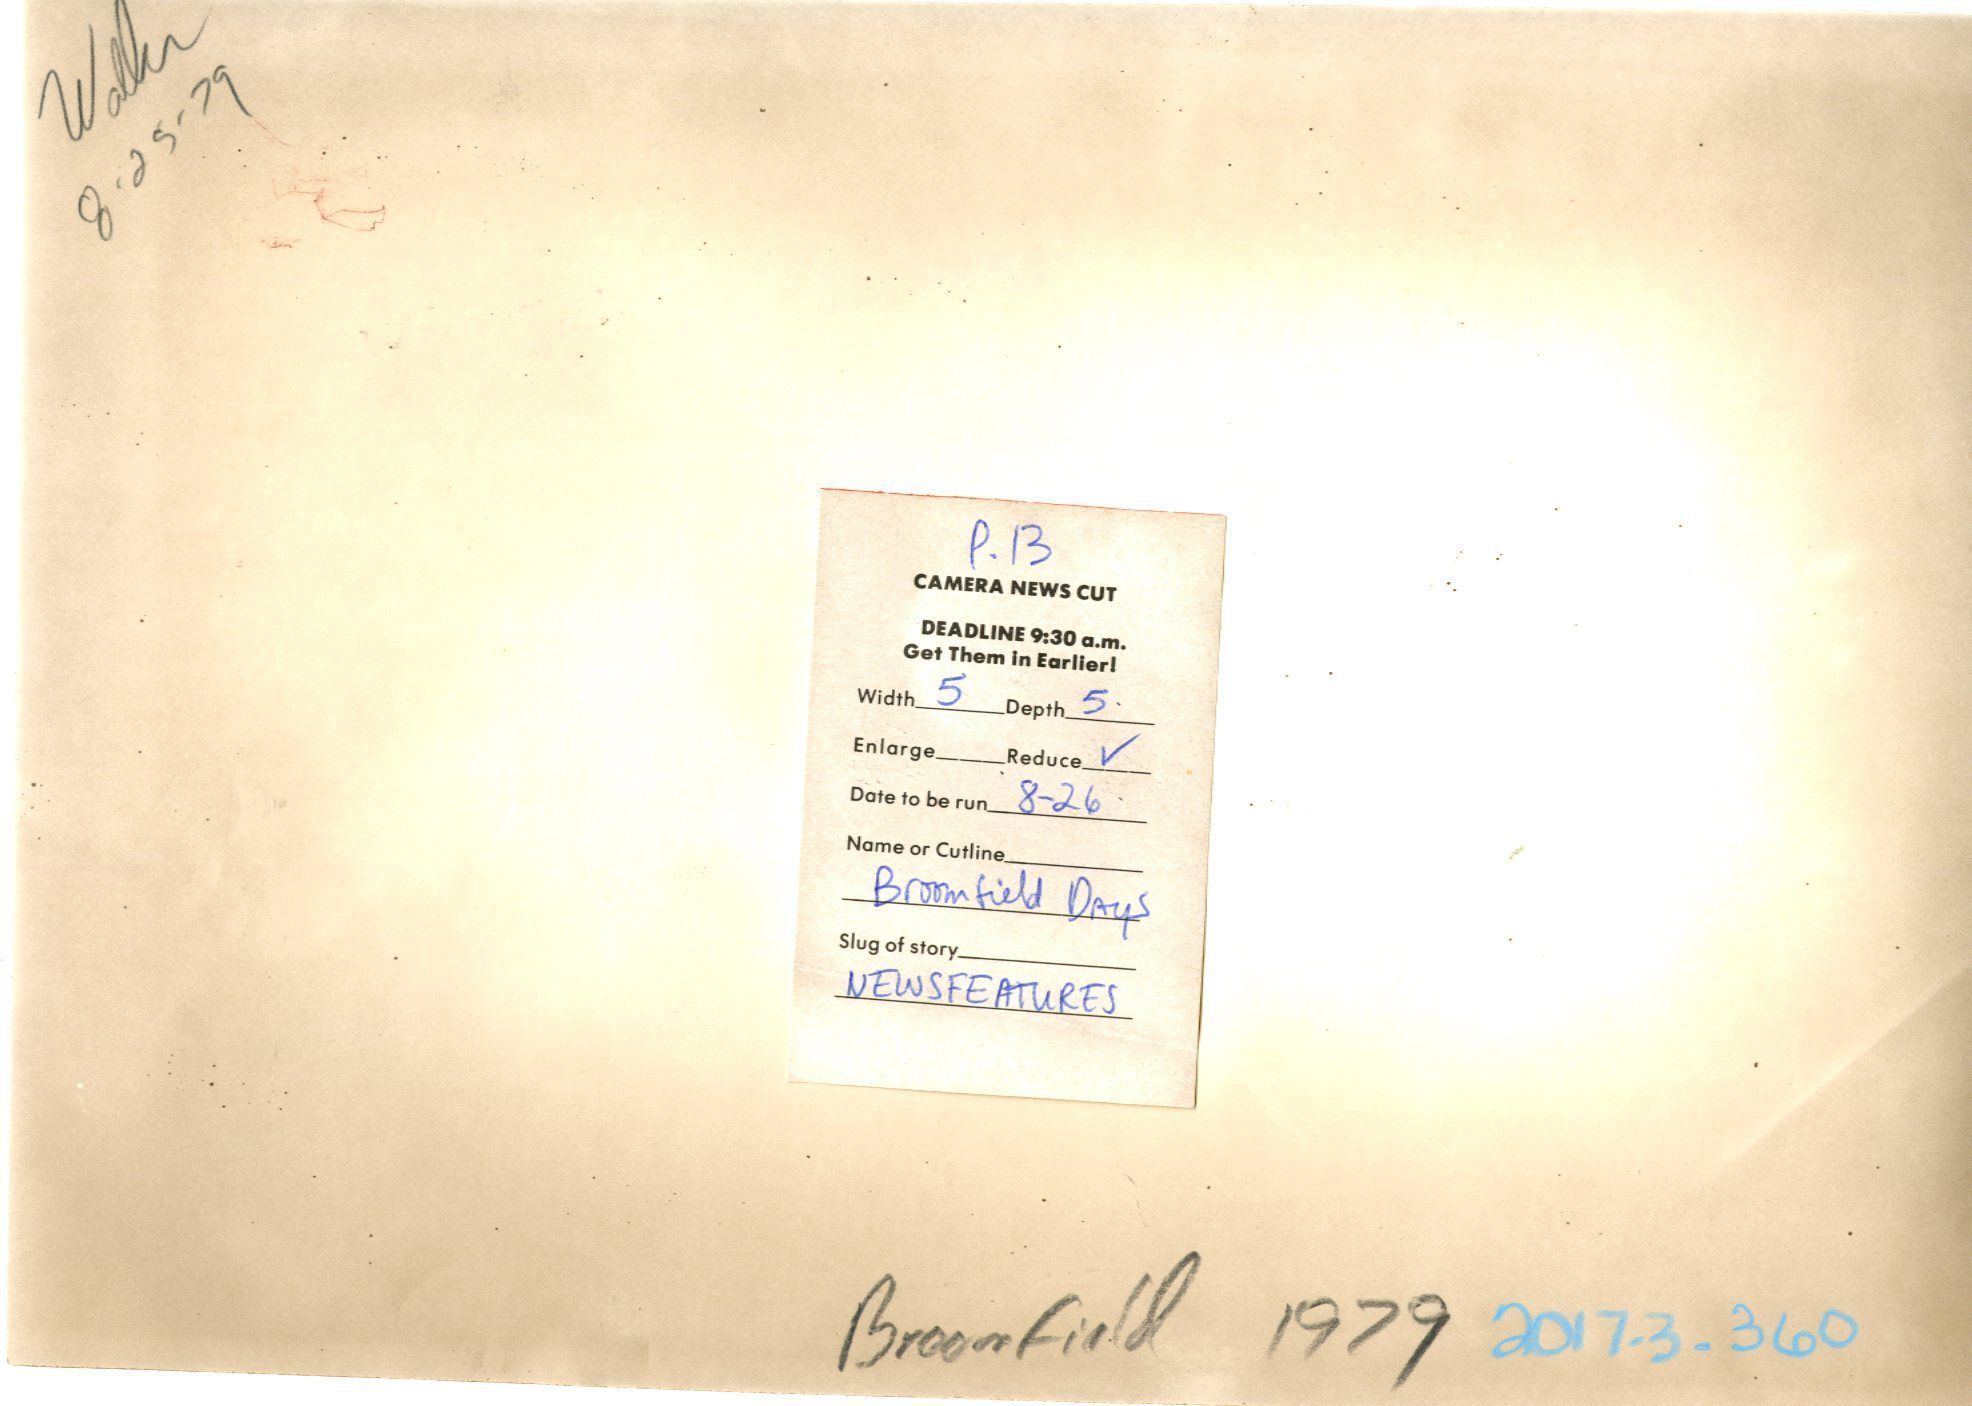 Walker
8-25-79
P. 13
CAMERA NEWS CUT
DEADLINE 9:30 a.m.
Get Them in Earlier!
Width 5 Depth 5
Enlarge Reduce ✓
Date to be run 8-26
Name or Cutline
Broomfield Days
Slug of story
NEWSFEATURES
Broomfield 1979 2017.3.360